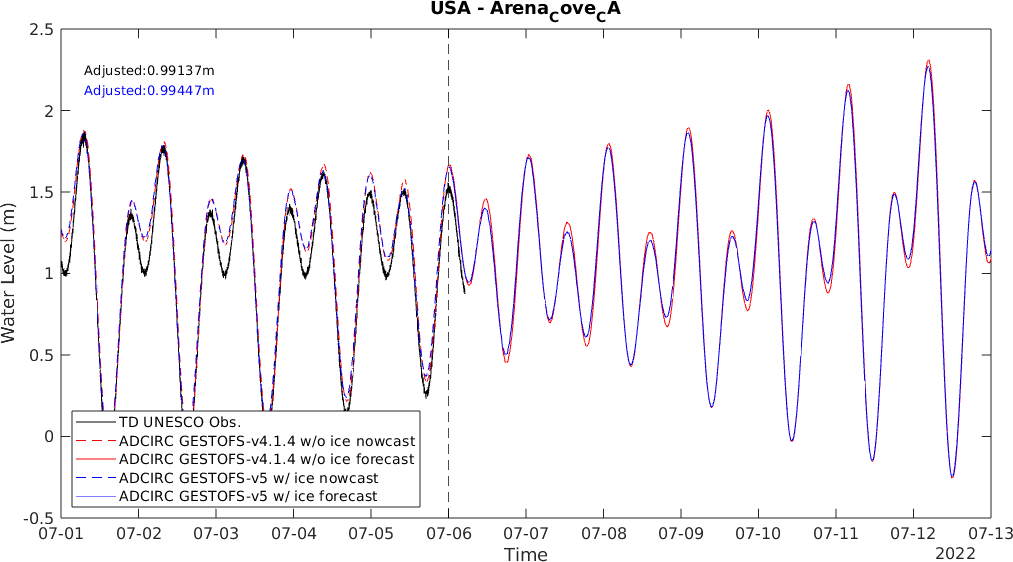 USA - Arena_Cove_CA
2.5
2
1.5
1
0.5
0
-0.5
Water Level (m)
Adjusted:0.99137m
Adjusted:0.99447m
TD UNESCO Obs.
ADCIRC GESTOFS-v4.1.4 w/o ice nowcast
ADCIRC GESTOFS-v4.1.4 w/o ice forecast
ADCIRC GESTOFS-v5 w/ ice nowcast
ADCIRC GESTOFS-v5 w/ ice forecast
07-01 07-02 07-03 07-04 07-05 07-06 07-07 07-08 07-09 07-10 07-11 07-12 07-13
Time
2022